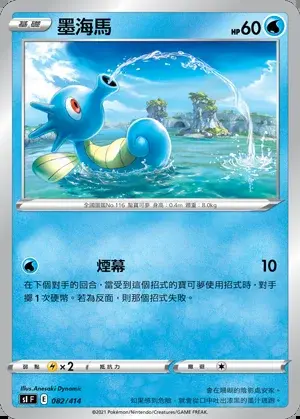 基礎 墨海馬 HP60
全國圖鑑No.116 龍寶可夢 身高：0.4m 體重：8.0kg
煙幕 10
在下個對手的回合，當受到這個招式的寶可夢使用招式時，對手
擲1次硬幣。若為反面，則那個招式失敗。
弱點 ×2 抵抗力 撤退
Illus. Anesaki Dynamic
s1 F E 082/414
©2021 Pokémon/Nintendo/Creatures/GAME FREAK.